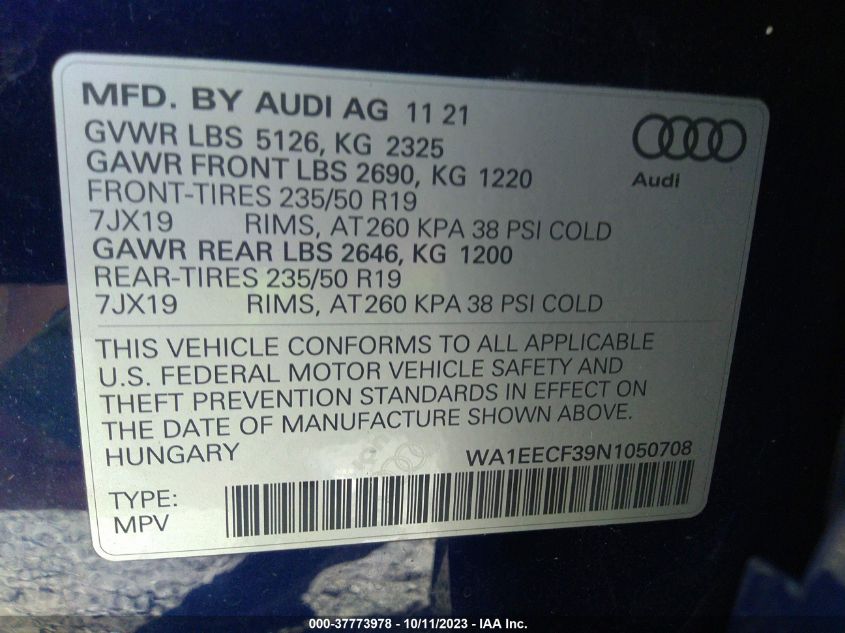 MFD. BY AUDI AG 11 21
GVWR LBS 5126, KG 2325
GAWR FRONT LBS 2690, KG 1220
FRONT-TIRES 235/50 R19
7JX19 RIMS, AT 260 KPA 38 PSI COLD
GAWR REAR LBS 2646, KG 1200
REAR-TIRES 235/50 R19
7JX19 RIMS, AT 260 KPA 38 PSI COLD
Audi
THIS VEHICLE CONFORMS TO ALL APPLICABLE
U.S. FEDERAL MOTOR VEHICLE SAFETY AND
THEFT PREVENTION STANDARDS IN EFFECT ON
THE DATE OF MANUFACTURE SHOWN ABOVE.
HUNGARY WA1EECF39N1050708
TYPE:
MPV
000-37773978 - 10/11/2023 - IAA Inc.